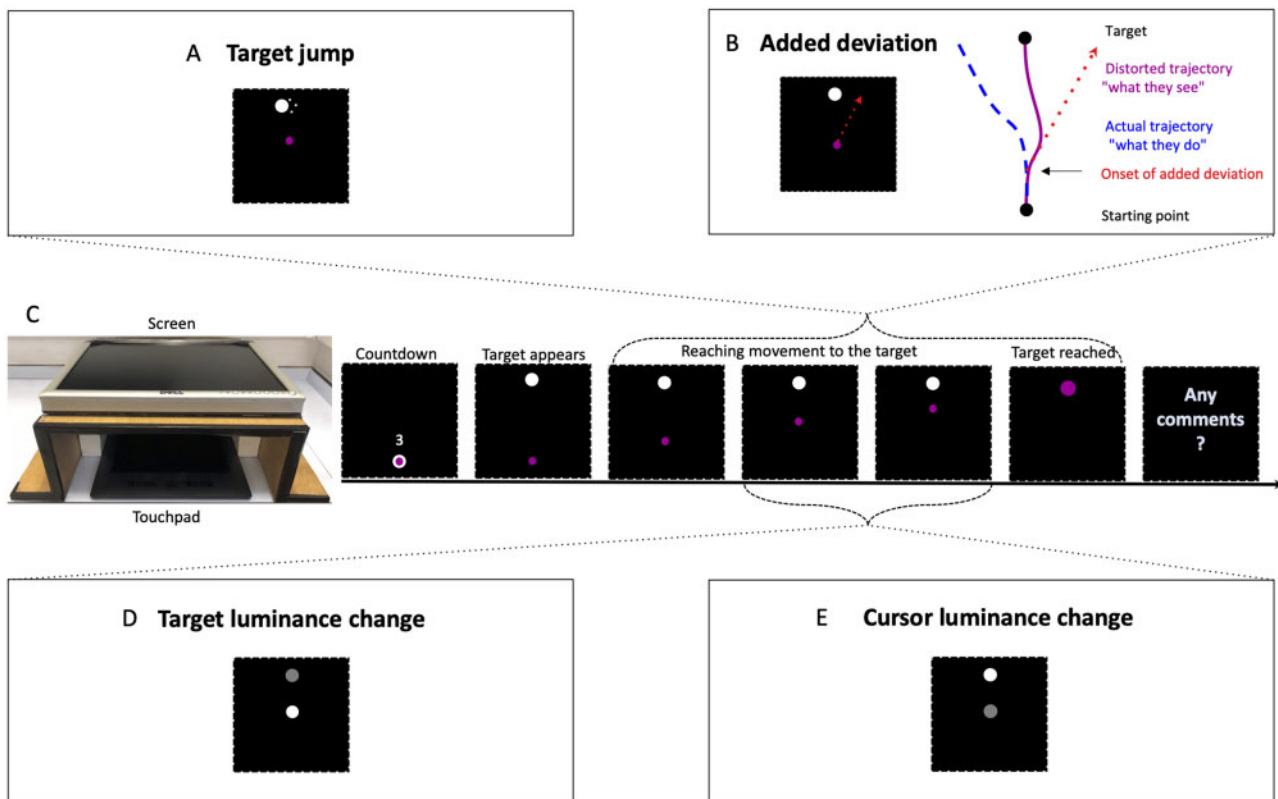 A Target jump
B Added deviation
Target
Distorted trajectory
"what they see"
Actual trajectory
"what they do"
Onset of added deviation
Starting point
C
Screen
Touchpad
Countdown
3
Target appears
Reaching movement to the target
Target reached
Any
comments
?
D Target luminance change
E Cursor luminance change